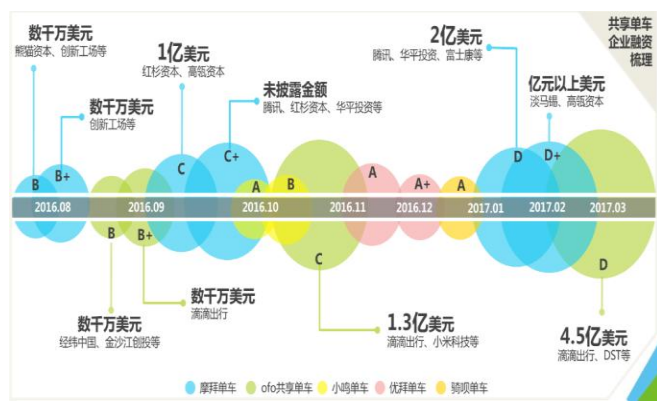 共享单车
企业融资
梳理
数千万美元
熊猫资本、创新工场等
数千万美元
创新工场等
1亿美元
红杉资本、高瓴资本
未披露金额
腾讯、红杉资本、华平投资等
2亿美元
腾讯、华平投资、富士康等
亿元以上美元
淡马锡、高瓴资本
B
B+
C
C+
A
B
A
A+
A
D
D+
2016.08
2016.09
2016.10
2016.11
2016.12
2017.01
2017.02
2017.03
B
B+
C
D
数千万美元
经纬中国、金沙江创投等
数千万美元
滴滴出行
1.3亿美元
滴滴出行、小米科技等
4.5亿美元
滴滴出行、DST等
摩拜单车
ofo共享单车
小鸣单车
优拜单车
骑呗单车